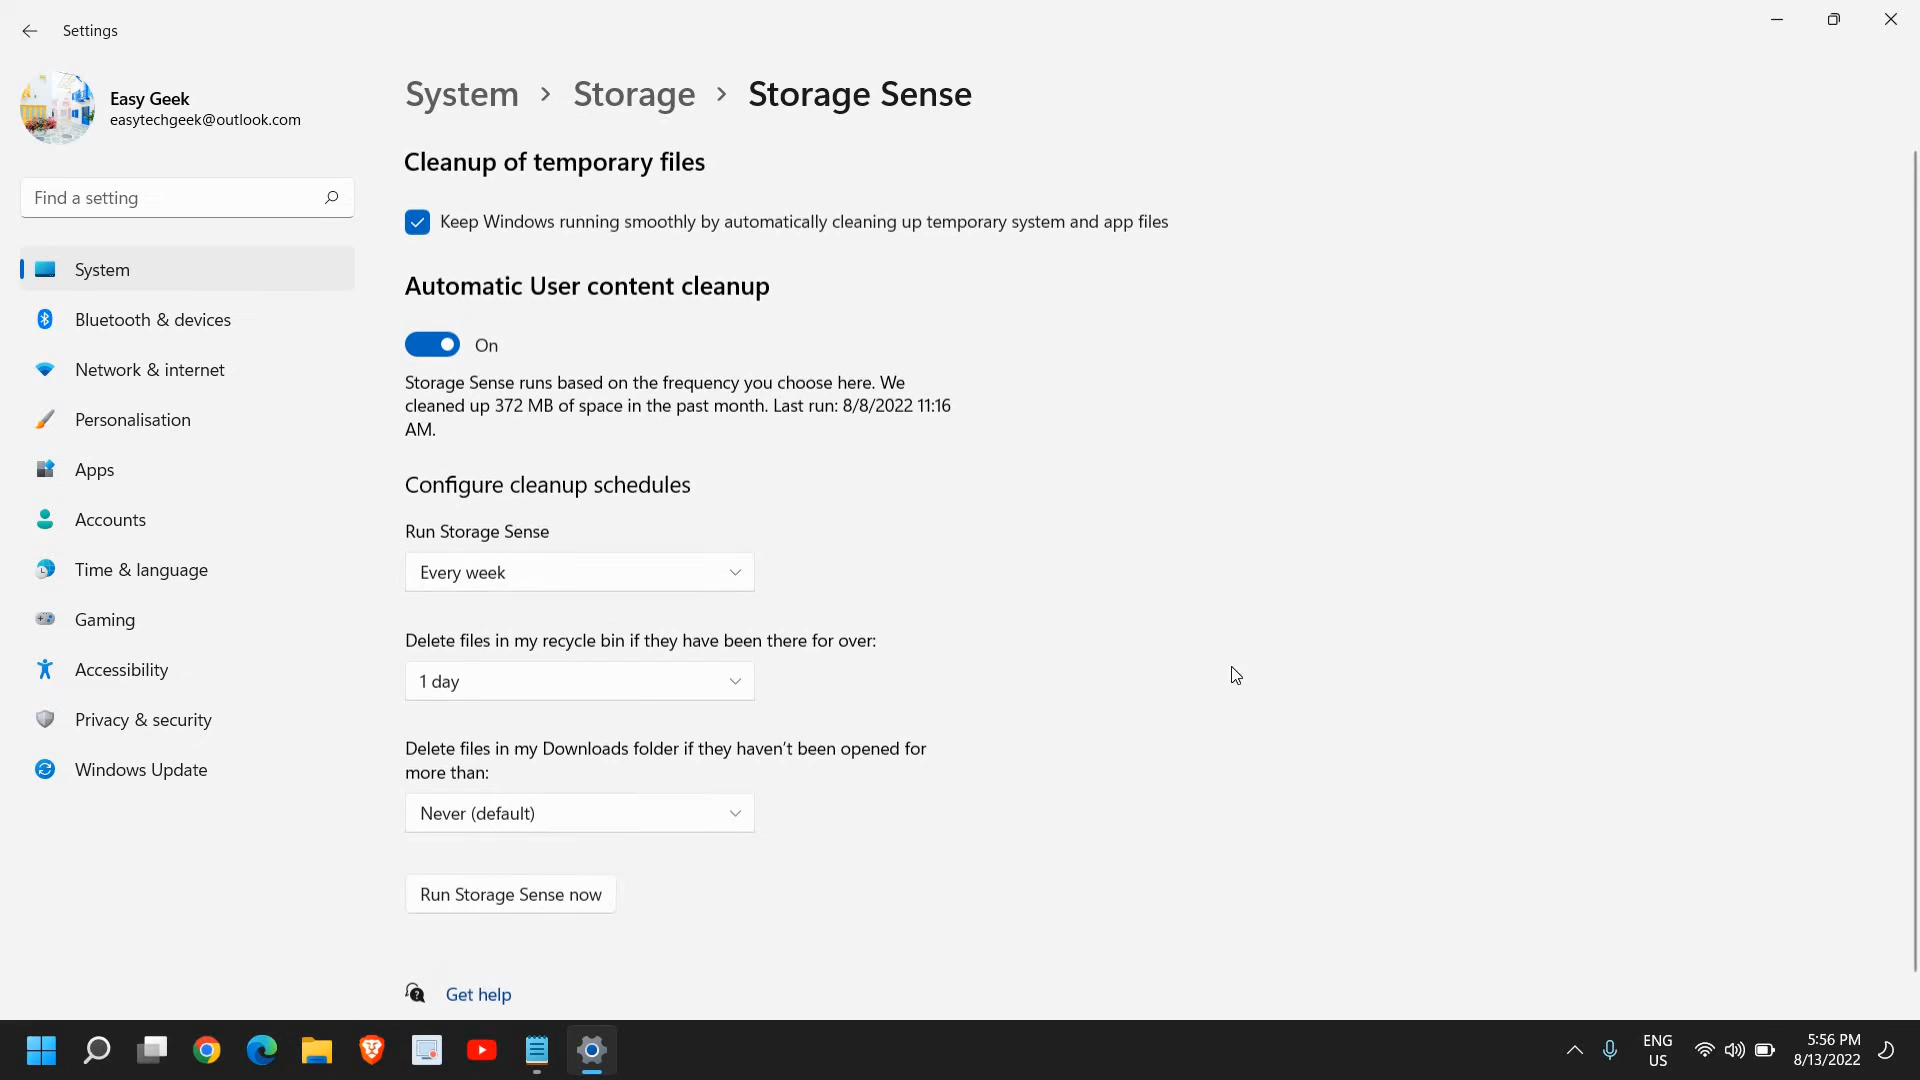 Settings
Easy Geek
easytechgeek@outlook.com
Find a setting
System
Bluetooth & devices
Network & internet
Personalisation
Apps
Accounts
Time & language
Gaming
Accessibility
Privacy & security
Windows Update
System > Storage > Storage Sense
Cleanup of temporary files
Keep Windows running smoothly by automatically cleaning up temporary system and app files
Automatic User content cleanup
On
Storage Sense runs based on the frequency you choose here. We
cleaned up 372 MB of space in the past month. Last run: 8/8/2022 11:16
AM.
Configure cleanup schedules
Run Storage Sense
Every week
Delete files in my recycle bin if they have been there for over:
1 day
Delete files in my Downloads folder if they haven't been opened for
more than:
Never (default)
Run Storage Sense now
Get help
ENG
US
5:56 PM
8/13/2022